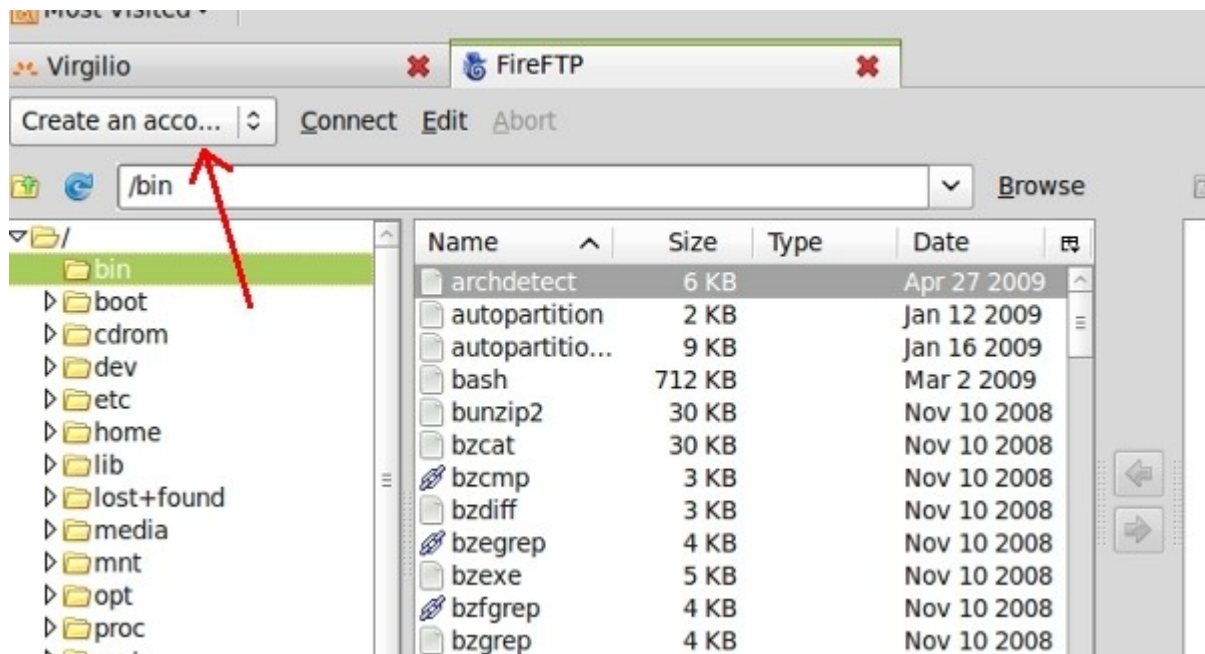 Most Visited
Virgilio
FireFTP
Create an acco...
Connect Edit Abort
/bin
Browse
/
bin
boot
cdrom
dev
etc
home
lib
lost+found
media
mnt
opt
proc
Name Size Type Date
archdetect 6 KB Apr 27 2009
autopartition 2 KB Jan 12 2009
autopartitio... 9 KB Jan 16 2009
bash 712 KB Mar 2 2009
bunzip2 30 KB Nov 10 2008
bzcat 30 KB Nov 10 2008
bzcmp 3 KB Nov 10 2008
bzdiff 3 KB Nov 10 2008
bzegrep 4 KB Nov 10 2008
bzexe 5 KB Nov 10 2008
bzfgrep 4 KB Nov 10 2008
bzgrep 4 KB Nov 10 2008